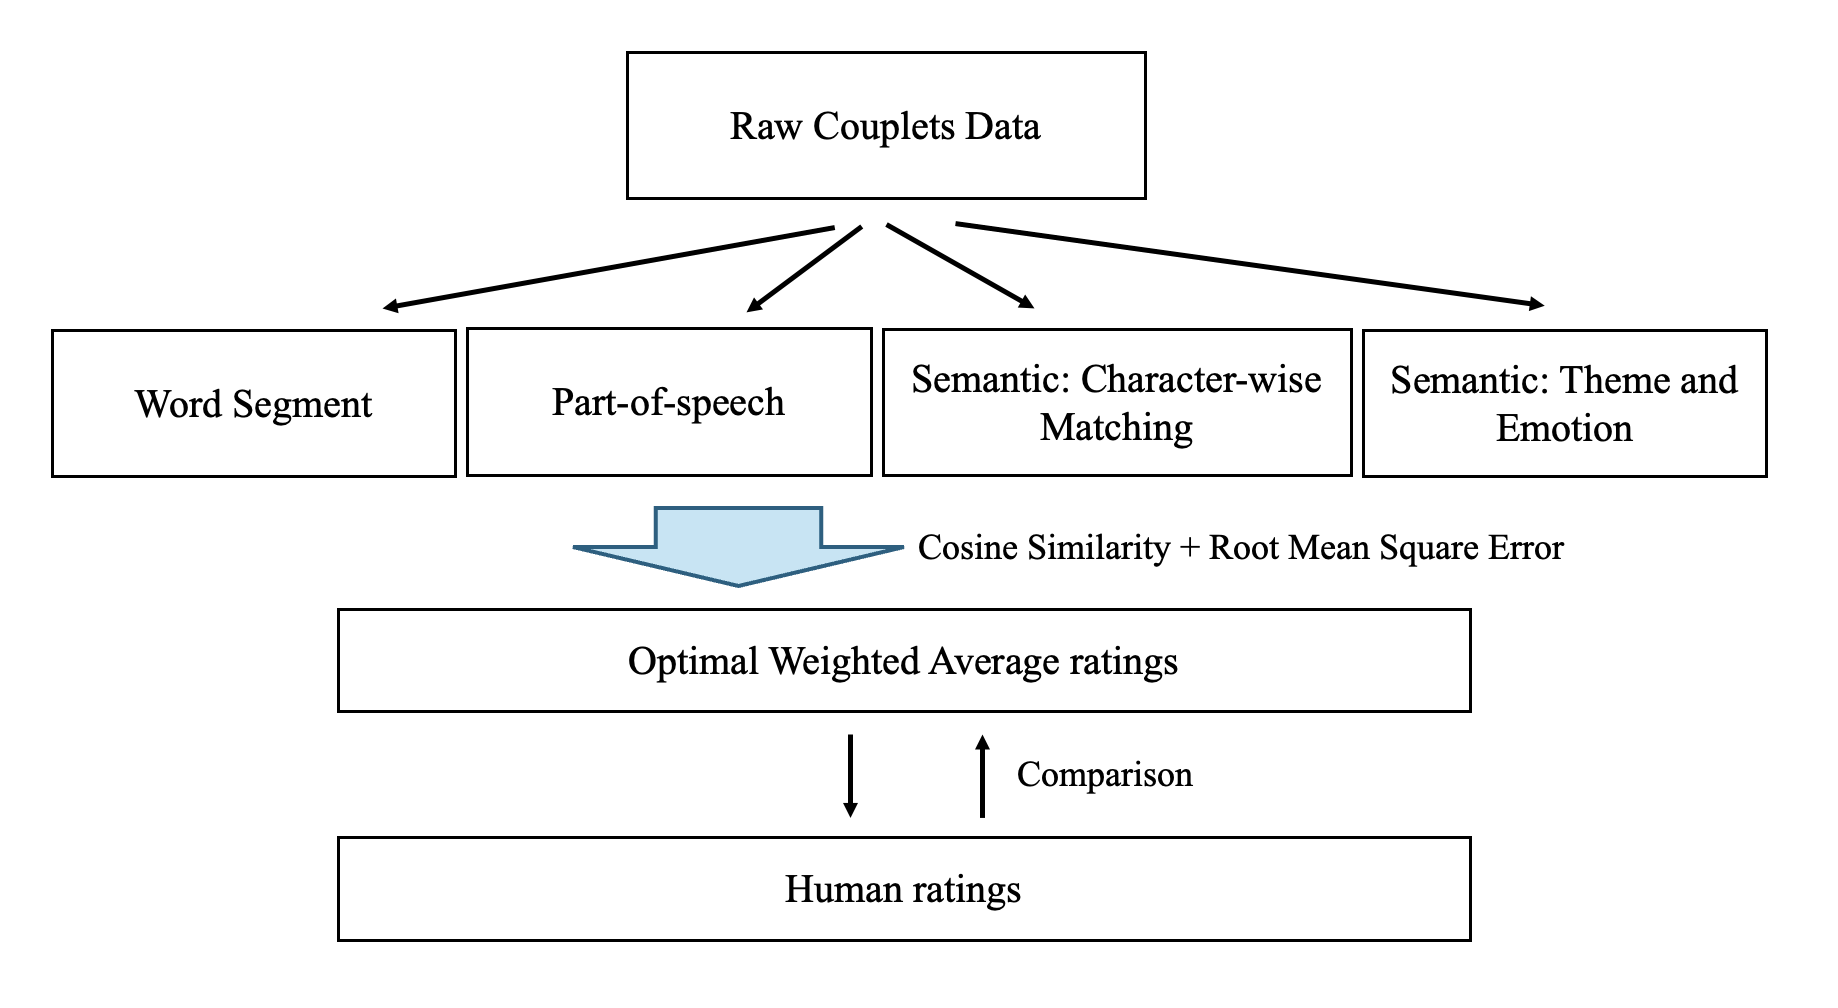 Raw Couplets Data
Word Segment
Part-of-speech
Semantic: Character-wise
Matching
Semantic: Theme and
Emotion
Cosine Similarity + Root Mean Square Error
Optimal Weighted Average ratings
Comparison
Human ratings